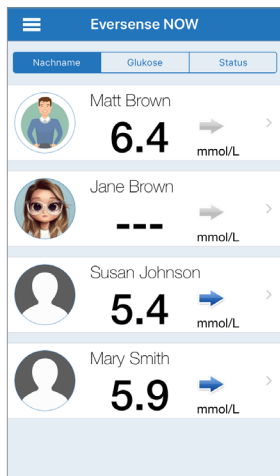 Eversense NOW
Nachname Glukose Status
Matt Brown
6.4
mmol/L
Jane Brown
---
mmol/L
Susan Johnson
5.4
mmol/L
Mary Smith
5.9
mmol/L